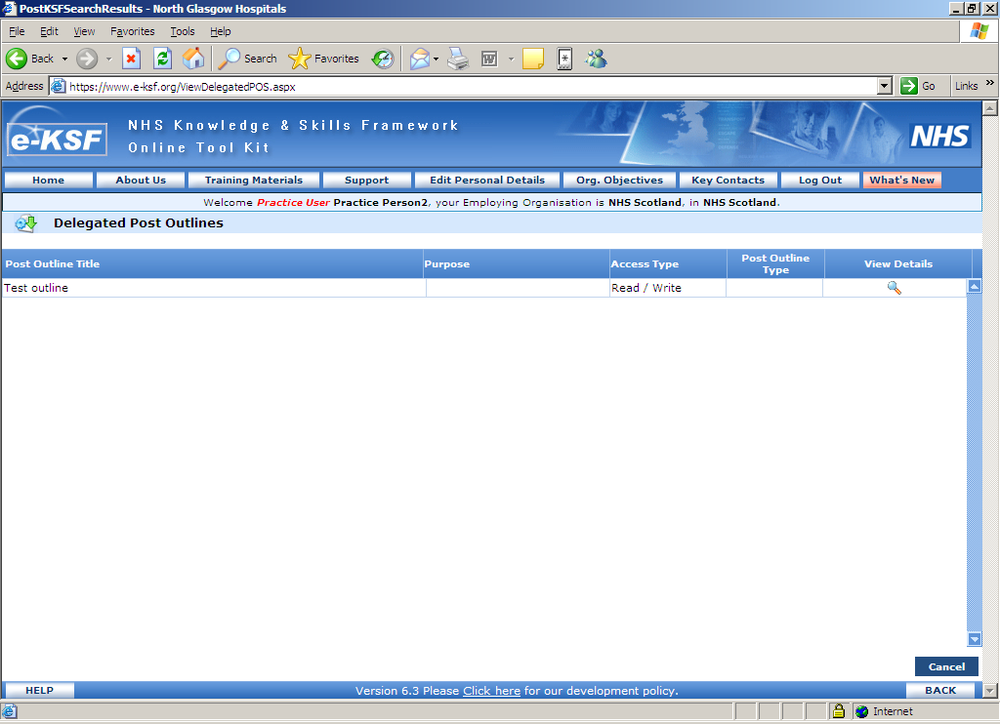 PostKSFSearchResults - North Glasgow Hospitals
File Edit View Favorites Tools Help
Back Search Favorites
Address https://www.e-ksf.org/ViewDelegatedPOS.aspx Go Links »
e-KSF NHS Knowledge & Skills Framework
Online Tool Kit
NHS
Home About Us Training Materials Support Edit Personal Details Org. Objectives Key Contacts Log Out What's New
Welcome Practice User Practice Person2, your Employing Organisation is NHS Scotland, in NHS Scotland.
Delegated Post Outlines
Post Outline Title Purpose Access Type Post Outline Type View Details
Test outline Read / Write
Cancel
HELP Version 6.3 Please Click here for our development policy. BACK
Internet